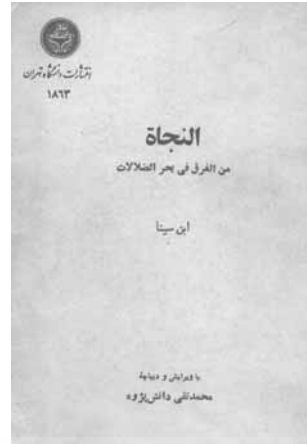 انتشارات دانشگاه تهران
۱۸۶۳
النجاة
من الغرق فی بحر الضلالات
ابن سینا
با ویرایش و دیباچهٔ
محمدتقی دانش‌پژوه